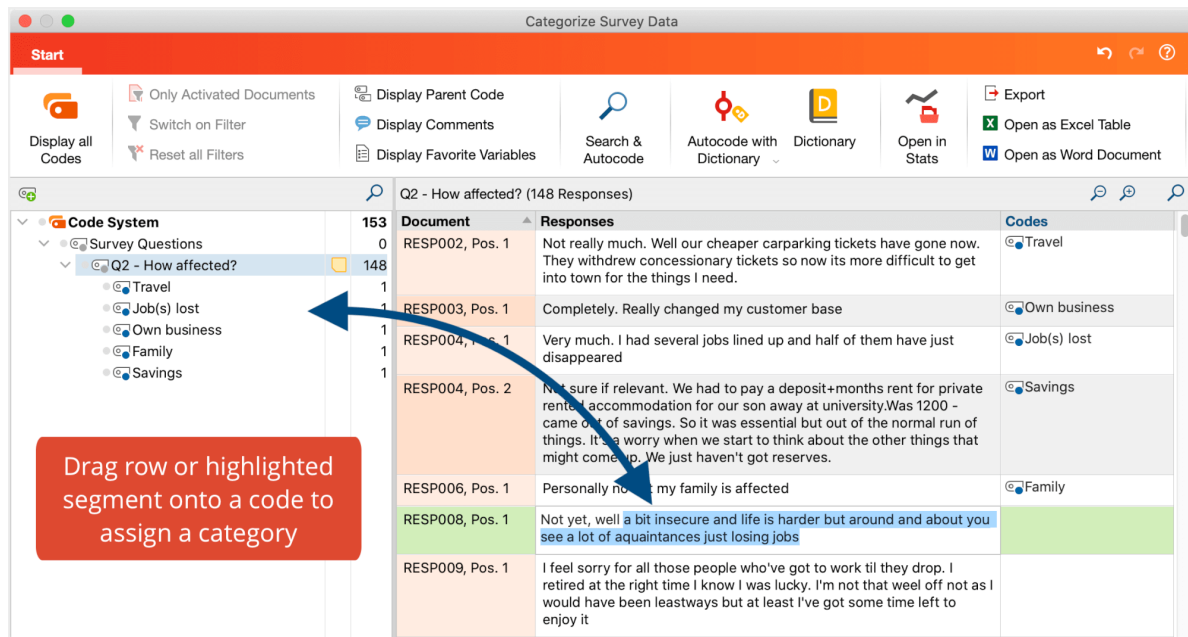 Categorize Survey Data
Start
Display all
Codes
Only Activated Documents
Switch on Filter
Reset all Filters
Display Parent Code
Display Comments
Display Favorite Variables
Search &
Autocode
Autocode with
Dictionary
D
Dictionary
Open in
Stats
Export
Open as Excel Table
Open as Word Document
Q2 - How affected? (148 Responses)
Code System 153
Survey Questions 0
Q2 - How affected? 148
Travel 1
Job(s) lost 1
Own business 1
Family 1
Savings 1
Drag row or highlighted
segment onto a code to
assign a category
Document Responses Codes
RESP002, Pos. 1 Not really much. Well our cheaper carparking tickets have gone now. Travel
They withdrew concessionary tickets so now its more difficult to get
into town for the things I need.
RESP003, Pos. 1 Completely. Really changed my customer base Own business
RESP004, Pos. 1 Very much. I had several jobs lined up and half of them have just Job(s) lost
disappeared
RESP004, Pos. 2 Not sure if relevant. We had to pay a deposit+months rent for private Savings
rented accommodation for our son away at university.Was 1200 -
came out of savings. So it was essential but out of the normal run of
things. It's a worry when we start to think about the other things that
might come up. We just haven't got reserves.
RESP006, Pos. 1 Personally not my family is affected Family
RESP008, Pos. 1 Not yet, well a bit insecure and life is harder but around and about you
see a lot of aquaintances just losing jobs
RESP009, Pos. 1 I feel sorry for all those people who've got to work til they drop. I
retired at the right time I know I was lucky. I'm not that weel off not as I
would have been leastways but at least I've got some time left to
enjoy it